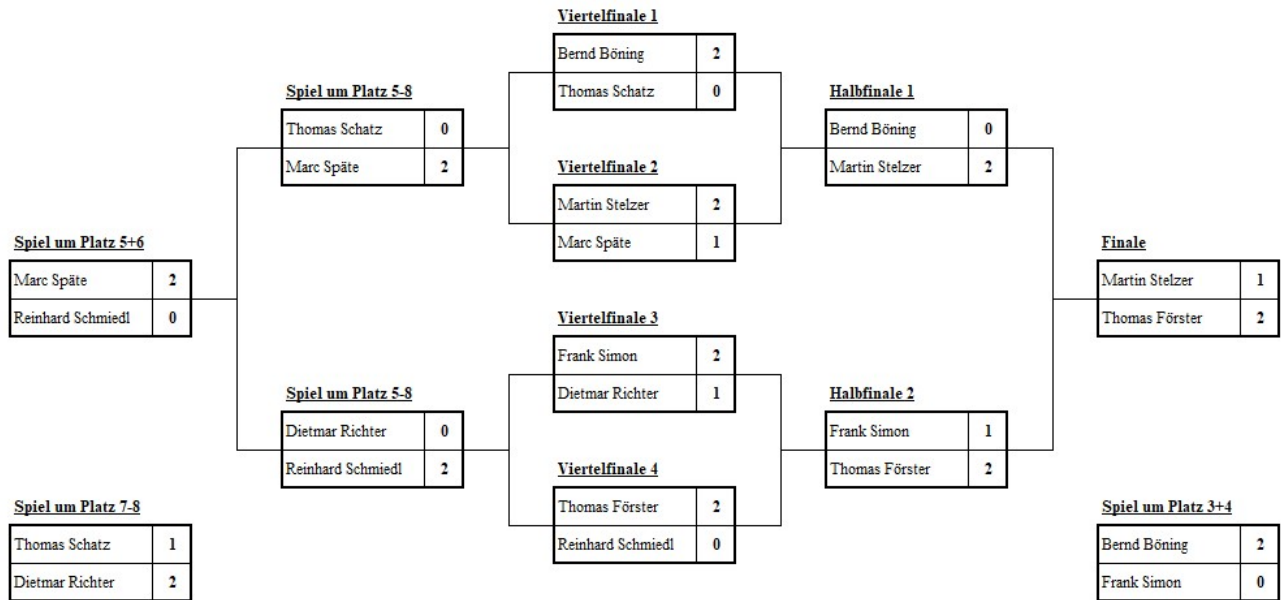 Viertelfinale 1
Bernd Böning 2
Thomas Schatz 0
Spiel um Platz 5-8
Thomas Schatz 0
Marc Späte 2
Halbfinale 1
Bernd Böning 0
Martin Stelzer 2
Viertelfinale 2
Martin Stelzer 2
Marc Späte 1
Spiel um Platz 5+6
Marc Späte 2
Reinhard Schmiedl 0
Finale
Martin Stelzer 1
Thomas Förster 2
Viertelfinale 3
Frank Simon 2
Dietmar Richter 1
Spiel um Platz 5-8
Dietmar Richter 0
Reinhard Schmiedl 2
Halbfinale 2
Frank Simon 1
Thomas Förster 2
Viertelfinale 4
Thomas Förster 2
Reinhard Schmiedl 0
Spiel um Platz 7-8
Thomas Schatz 1
Dietmar Richter 2
Spiel um Platz 3+4
Bernd Böning 2
Frank Simon 0